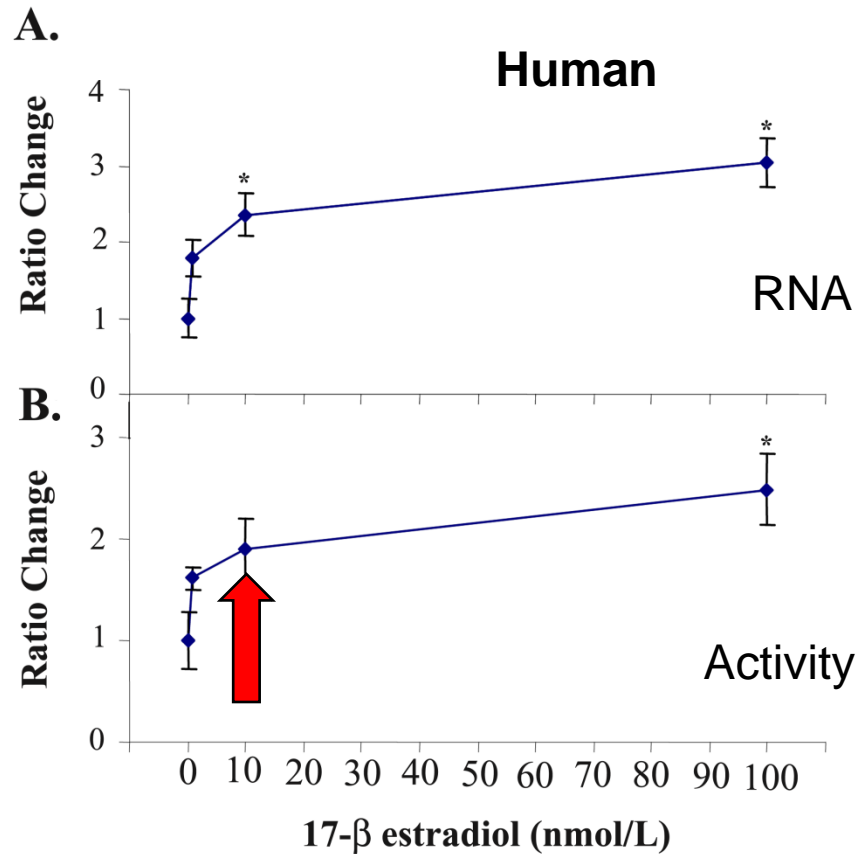 A.
Human
Ratio Change
4
3
2
1
0
*
*
RNA
B.
Ratio Change
3
2
1
0
*
Activity
0 10 20 30 40 50 60 70 80 90 100
17-β estradiol (nmol/L)